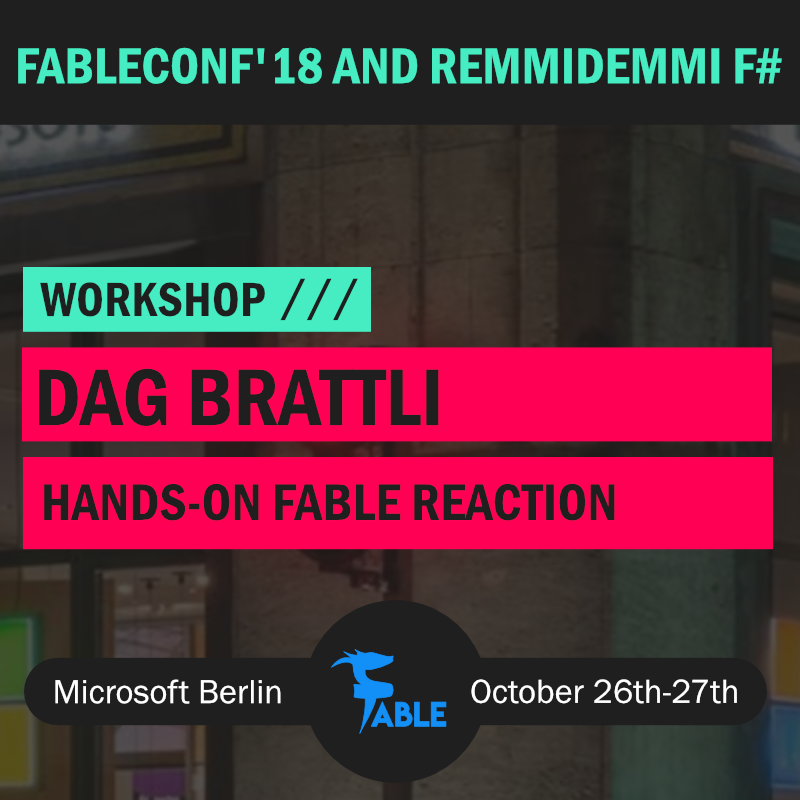 FABLECONF'18 AND REMMIDEMMI F#
WORKSHOP ///
DAG BRATTLI
HANDS-ON FABLE REACTION
Microsoft Berlin
FABLE
October 26th-27th